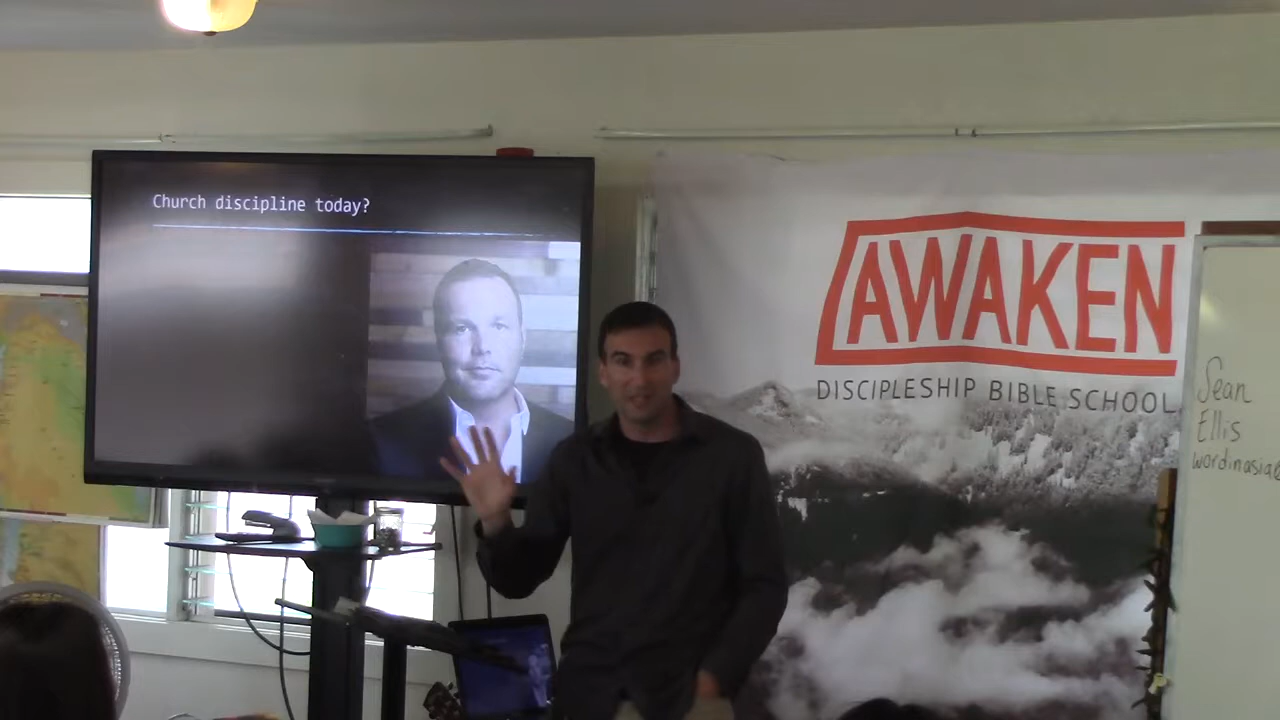 Church discipline today?
AWAKEN
DISCIPLESHIP BIBLE SCHOOL
Sean
Ellis
wordinasia